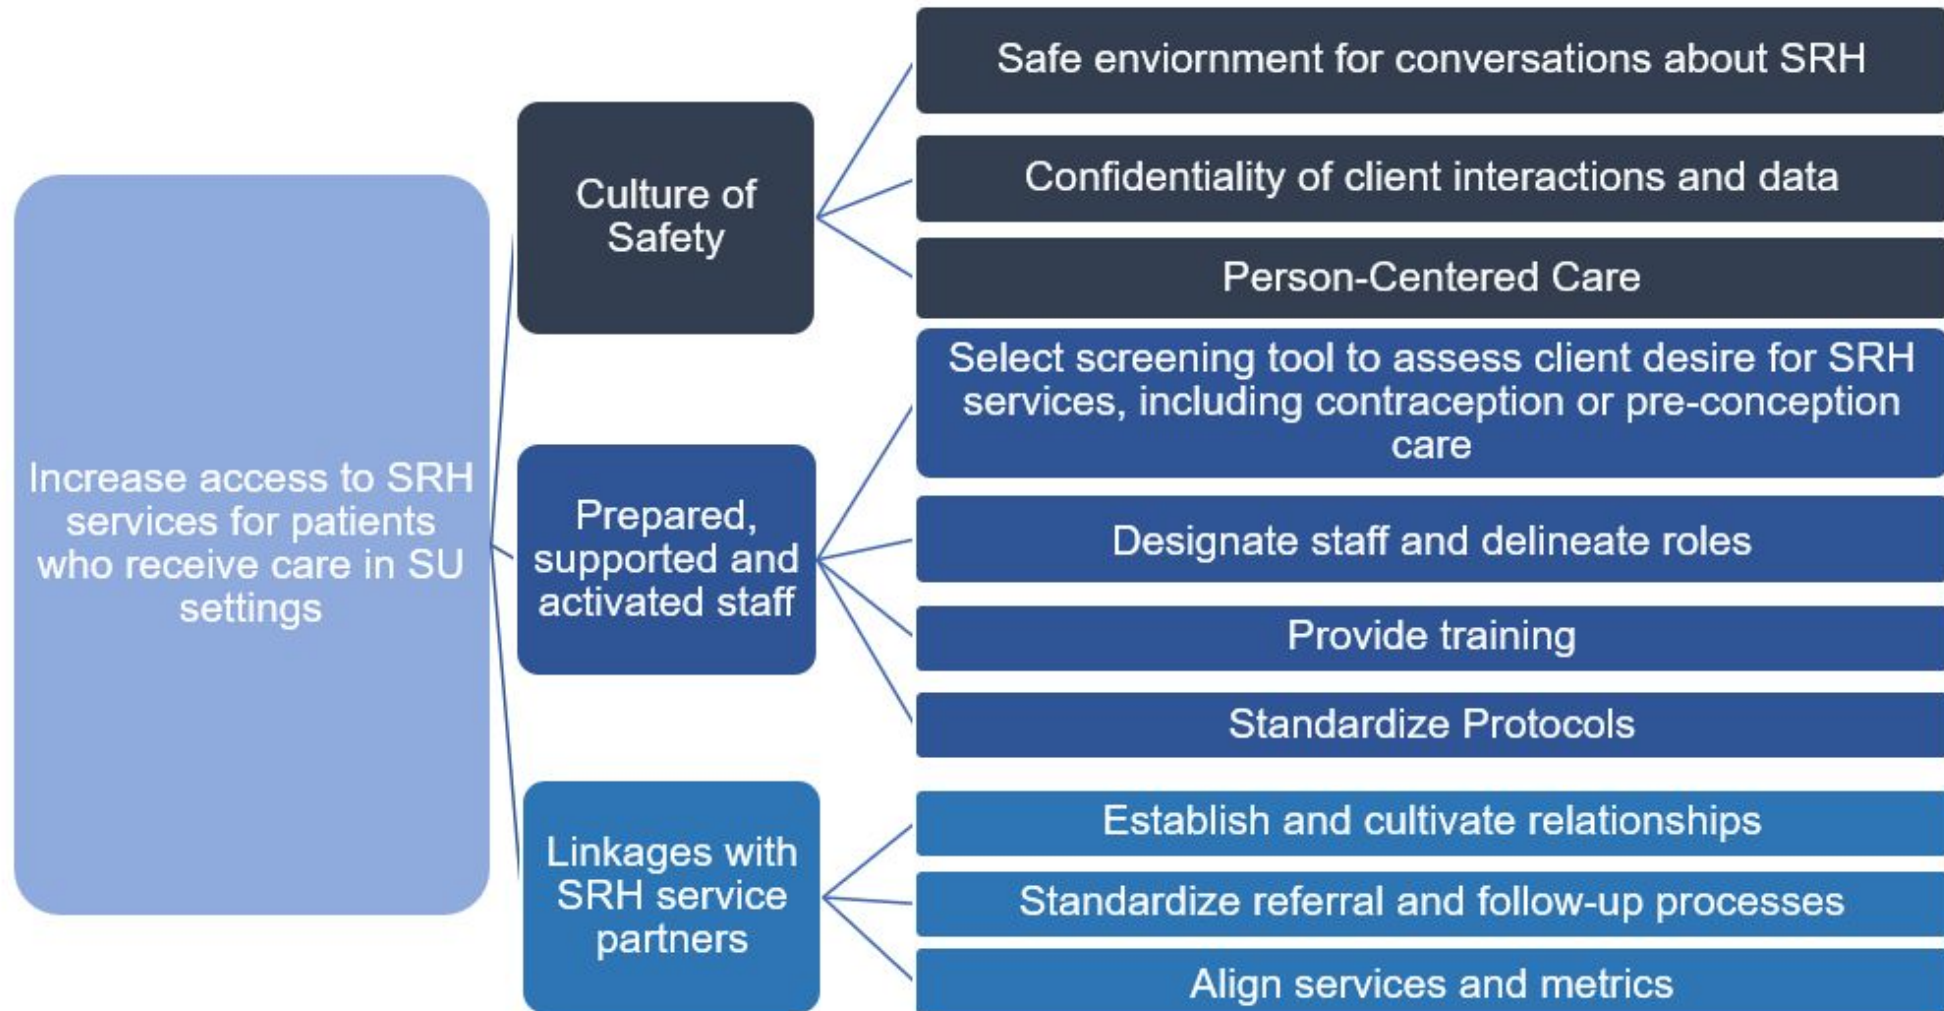 Increase access to SRH
services for patients
who receive care in SU
settings
Culture of
Safety
Safe enviornment for conversations about SRH
Confidentiality of client interactions and data
Person-Centered Care
Prepared,
supported and
activated staff
Select screening tool to assess client desire for SRH
services, including contraception or pre-conception
care
Designate staff and delineate roles
Provide training
Standardize Protocols
Linkages with
SRH service
partners
Establish and cultivate relationships
Standardize referral and follow-up processes
Align services and metrics